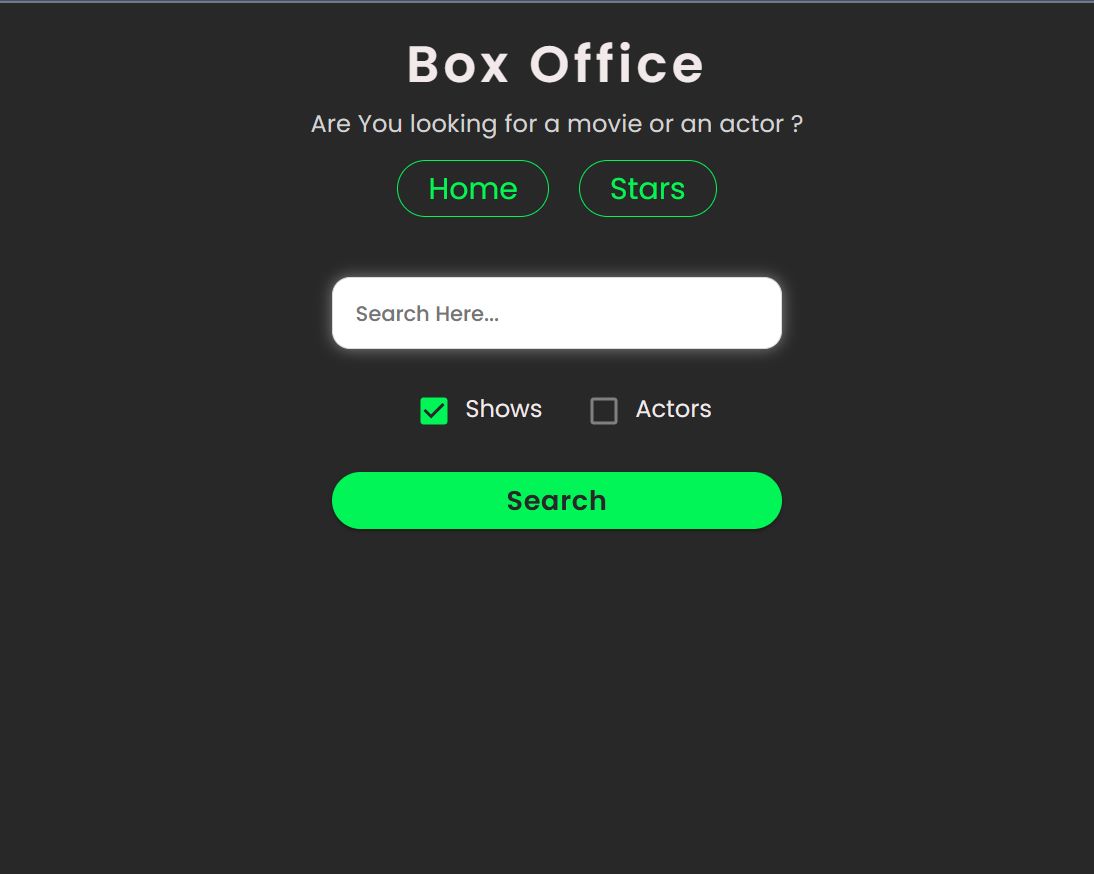 Box Office
Are You looking for a movie or an actor ?
Home Stars
Search Here...
Shows Actors
Search